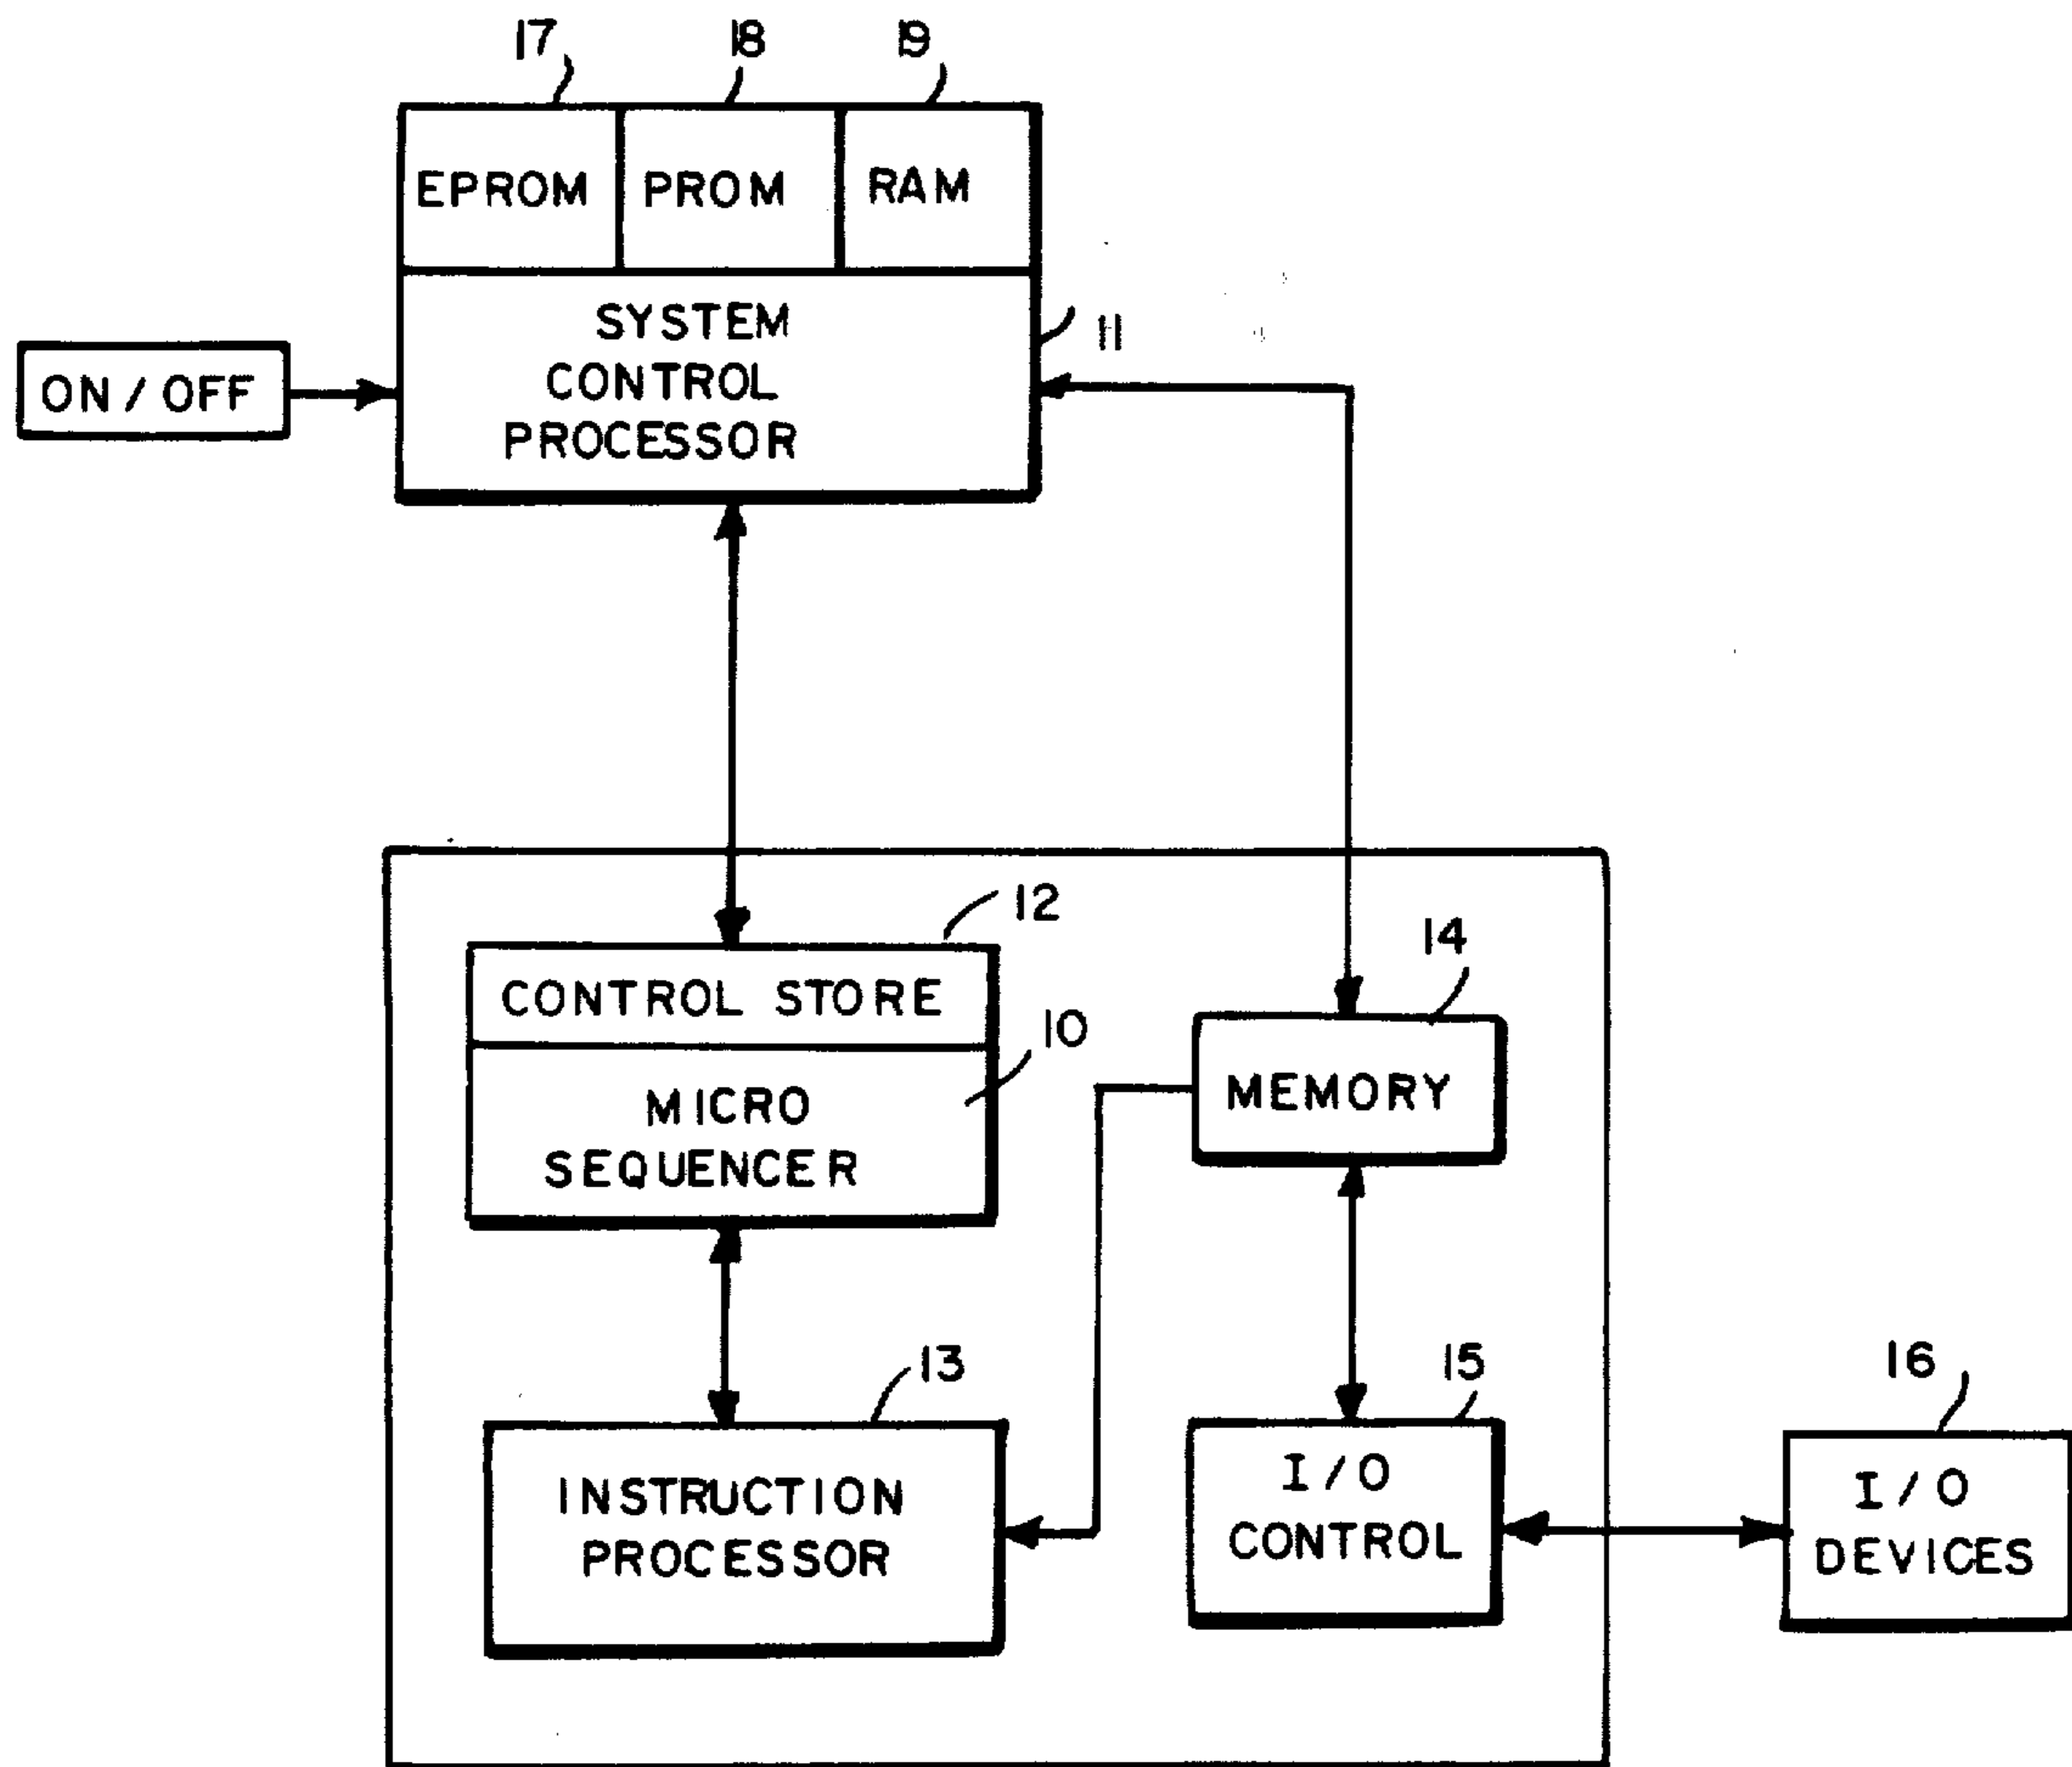 17 18 19
EPROM PROM RAM
SYSTEM
CONTROL
PROCESSOR
11
ON / OFF
12
CONTROL STORE
10
MICRO
SEQUENCER
14
MEMORY
13
INSTRUCTION
PROCESSOR
15
I/O
CONTROL
16
I/O
DEVICES